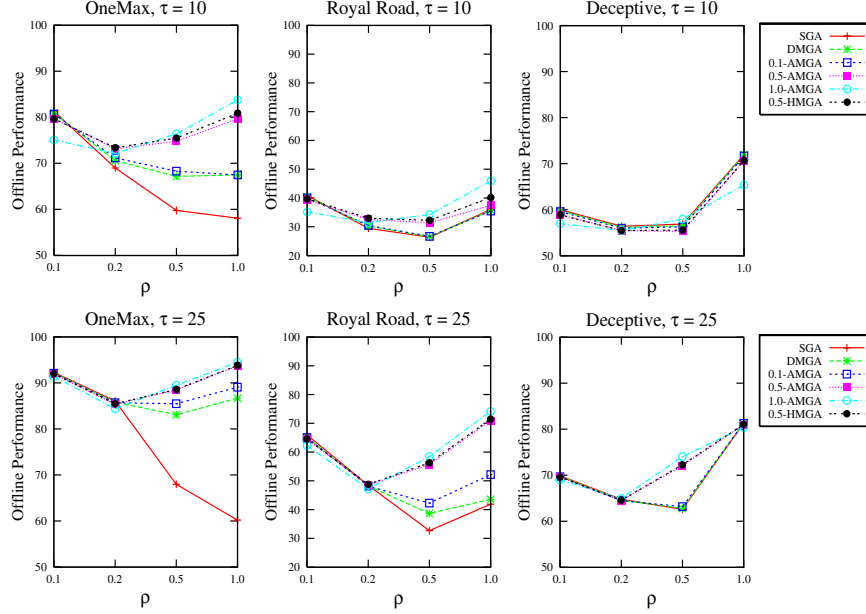 OneMax, τ = 10
Royal Road, τ = 10
Deceptive, τ = 10
Offline Performance
100
90
80
70
60
50
0.1
0.2
0.5
1.0
ρ
Offline Performance
100
90
80
70
60
50
40
30
20
0.1
0.2
0.5
1.0
ρ
Offline Performance
100
90
80
70
60
50
0.1
0.2
0.5
1.0
ρ
SGA
DMGA
0.1-AMGA
0.5-AMGA
1.0-AMGA
0.5-HMGA
OneMax, τ = 25
Royal Road, τ = 25
Deceptive, τ = 25
Offline Performance
100
90
80
70
60
50
0.1
0.2
0.5
1.0
ρ
Offline Performance
100
90
80
70
60
50
40
30
20
0.1
0.2
0.5
1.0
ρ
Offline Performance
100
90
80
70
60
50
0.1
0.2
0.5
1.0
ρ
SGA
DMGA
0.1-AMGA
0.5-AMGA
1.0-AMGA
0.5-HMGA